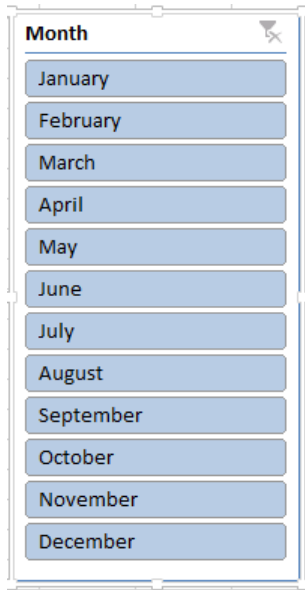 Month
January
February
March
April
May
June
July
August
September
October
November
December